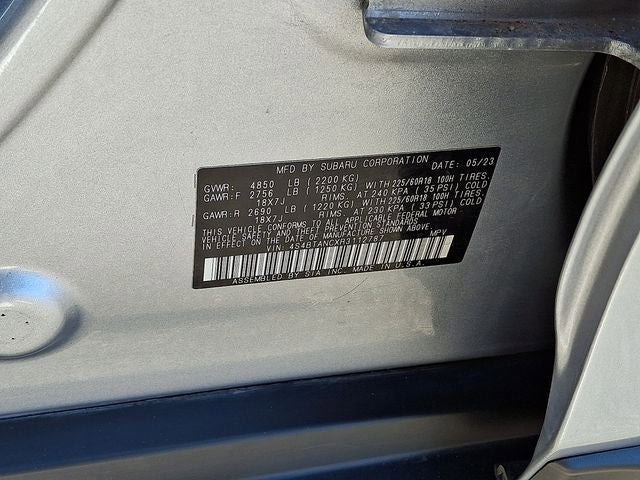 MFD BY SUBARU CORPORATION DATE: 05/23
GVWR: 4850 LB (2200 KG)
GAWR:F 2756 LB (1250 KG) WITH 225/60R18 100H TIRES.
18X7J RIMS. AT 240 KPA (35 PSI) COLD
GAWR:R 2690 LB (1220 KG) WITH 225/60R18 100H TIRES.
18X7J RIMS. AT 230 KPA (33 PSI) COLD
THIS VEHICLE CONFORMS TO ALL APPLICABLE FEDERAL MOTOR
VEHICLE SAFETY AND THEFT PREVENTION STANDARDS
IN EFFECT ON THE DATE OF MANUFACTURE SHOWN ABOVE.
VIN: 4S4BTANCXR3112787 MPV
ASSEMBLED BY SIA INC. MADE IN U.S.A.